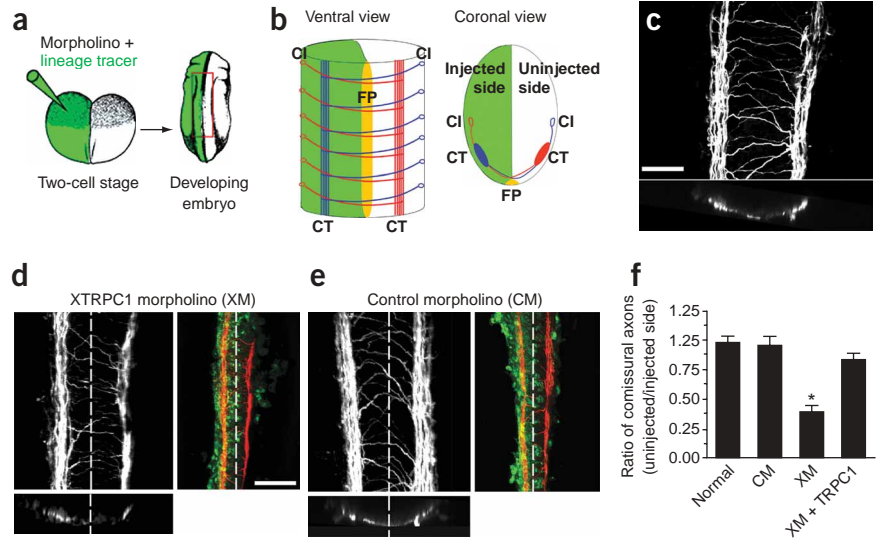 a
Morpholino +
lineage tracer
Two-cell stage
Developing
embryo
b
Ventral view
CI
CI
FP
CT
CT
Coronal view
Injected
side
Uninjected
side
CI
CI
CT
CT
FP
c
d
XTRPC1 morpholino (XM)
e
Control morpholino (CM)
f
Ratio of comissural axons
(uninjected/injected side)
1.25
1.25
0.75
0.50
0.25
0.00
*
Normal
CM
XM
XM + TRPC1